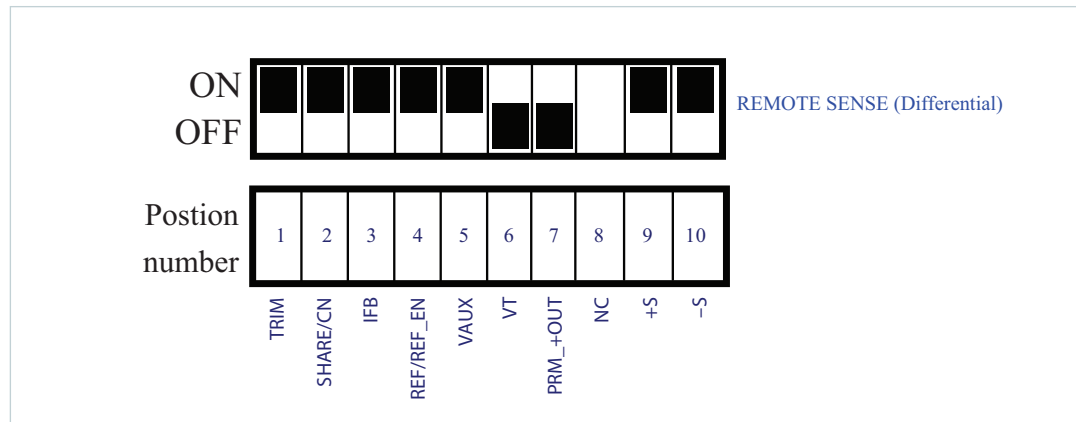 ON
OFF
REMOTE SENSE (Differential)
Postion
number
1 2 3 4 5 6 7 8 9 10
TRIM
SHARE/CN
IFB
REF/REF_EN
VAUX
VT
PRM_+OUT
NC
+S
–S